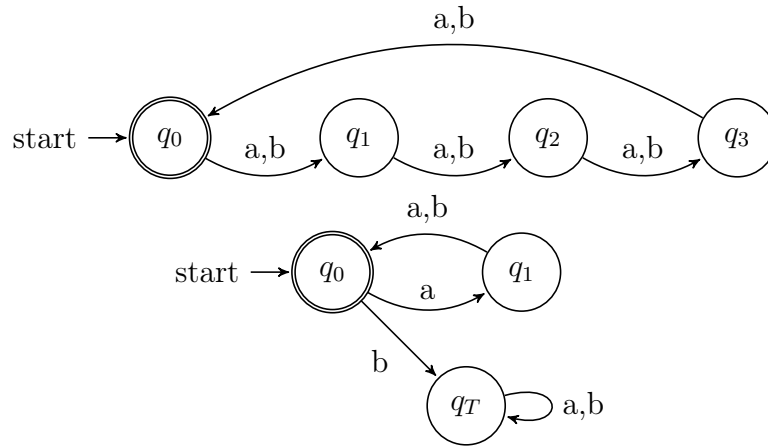 a,b
start q0 q1 q2 q3
a,b a,b a,b
a,b
start q0 q1
a
b
qT a,b